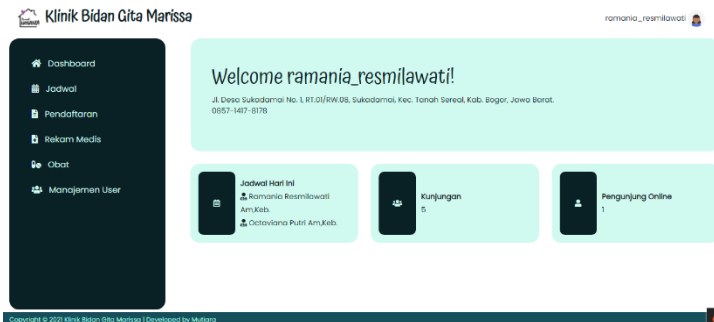 Klinik Bidan Gita Marissa
ramania_resmilawati
Dashboard
Jadwal
Pendaftaran
Rekam Medis
Obat
Manajemen User
Welcome ramania_resmilawati!
Jl. Desa Sukadamai No. 1, RT.01/RW.08, Sukadamai, Kec. Tanah Sereal, Kab. Bogor, Jawa Barat.
0857-1417-8178
Jadwal Hari Ini
Ramania Resmilawati
Am,Keb.
Octaviana Putri Am,Keb.
Kunjungan
5
Pengunjung Online
1
Copyright © 2021 Klinik Bidan Gita Marissa | Developed by Mutiara